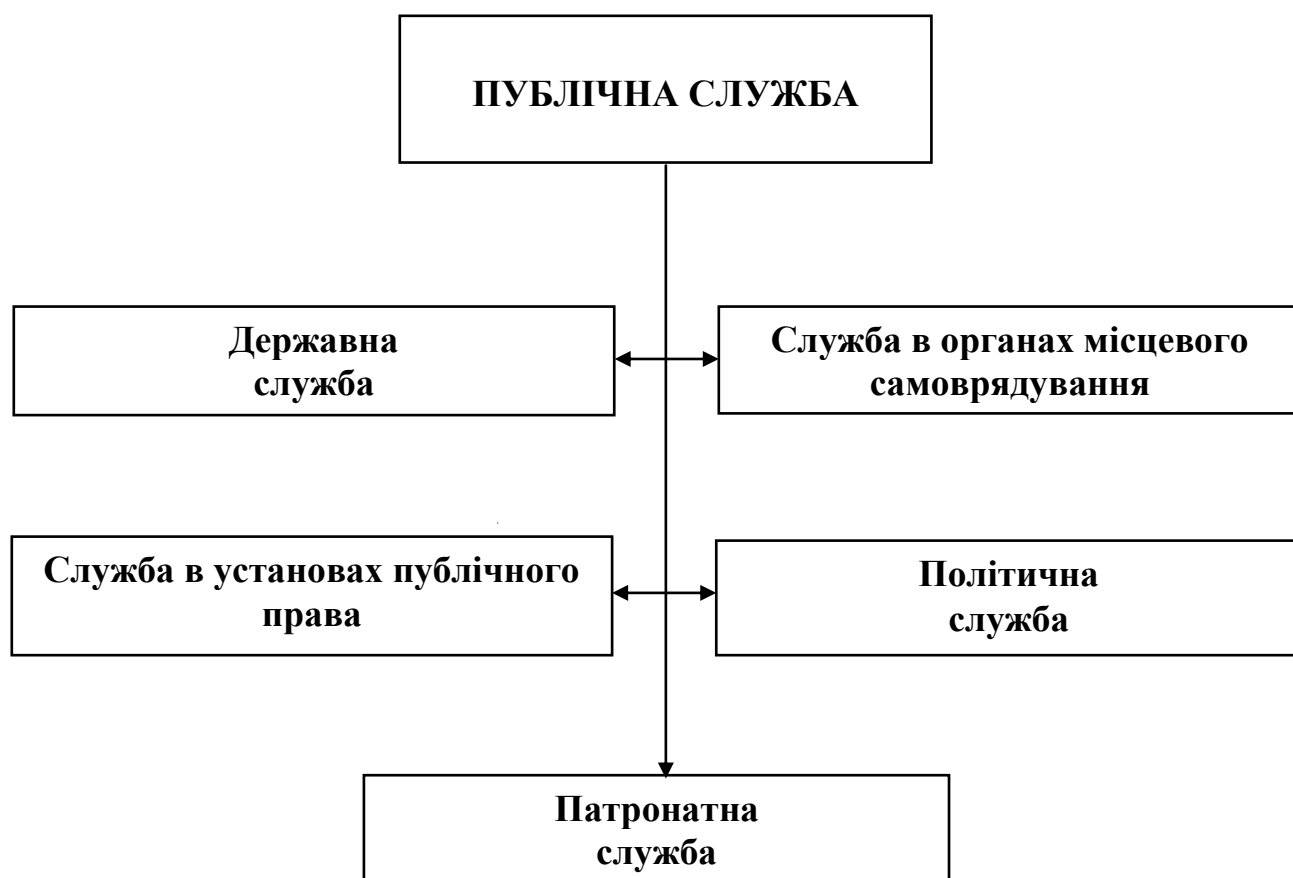 ПУБЛІЧНА СЛУЖБА
Державна
служба
Служба в органах місцевого
самоврядування
Служба в установах публічного
права
Політична
служба
Патронатна
служба